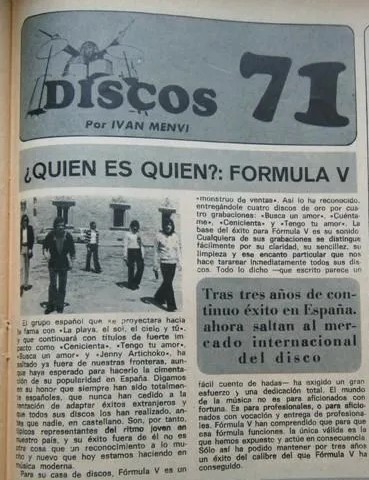 DISCOS 71
Por IVAN MENVI
¿QUIEN ES QUIEN?: FORMULA V
El grupo español que se proyectara hacia
la fama con «La playa, el sol, el cielo y tú»,
y que continuará con títulos de fuerte im-
pacto como «Cenicienta», «Tengo tu amor»,
«Busca un amor» y «Jenny Artichoke», ha
saltado ya fuera de nuestras fronteras, aun-
que haya esperado para hacerlo la cimenta-
ción de su popularidad en España. Digamos
en su honor que siempre han sido totalmen-
te españoles, que nunca han cedido a la
tentación de adaptar éxitos extranjeros y
que todos sus discos los han realizado, an-
tes que nadie, en castellano. Son, por tanto,
típicos representantes del ritmo joven en
nuestro país, y su éxito fuera de él no es
otra cosa que un reconocimiento a lo mu-
cho y nuevo que hoy estamos haciendo en
música moderna.
Para su casa de discos, Fórmula V es un
«monstruo de ventas». Así lo ha reconocido,
entregándole cuatro discos de oro por cua-
tro grabaciones: «Busca un amor», «Cuénta-
me», «Cenicienta» y «Tengo tu amor». La
base del éxito para Fórmula V es su sonido
Cualquiera de sus grabaciones se distingue
fácilmente por su claridad, su sencillez, su
limpieza y ese encanto particular que nos
hace tararear inmediatamente todos sus dis-
cos. Todo lo dicho —que escrito parece un
Tras tres años de con-
tinuo éxito en España,
ahora saltan al mer-
cado internacional
del disco
fácil cuento de hadas— ha exigido un gran
esfuerzo y una dedicación total. El mundo
de la música no es para aficionados con
fortuna. Es para profesionales, o para aficio-
nados con vocación y entrega de profesiona-
les. Fórmula V han comprendido que para que
esa fórmula funcione, la única válida es la
que hemos expuesto y actúe en consecuencia.
Sólo así ha podido mantener por tres años
un éxito del calibre del que Fórmula V ha
conseguido.